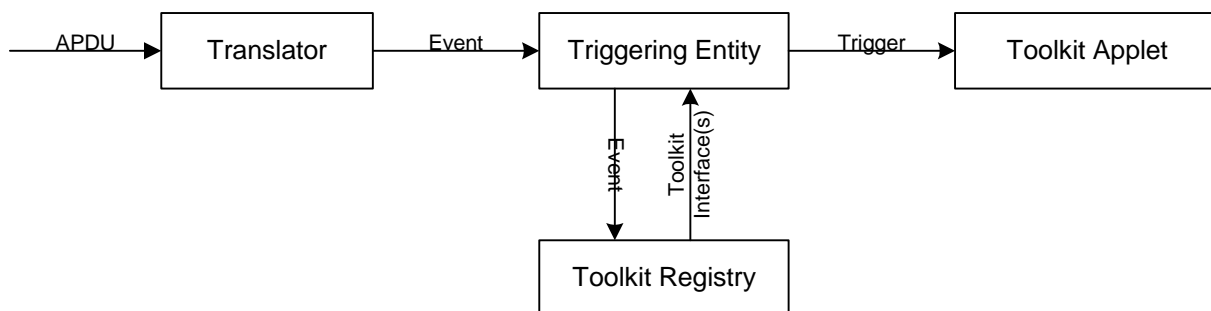 APDU
Translator
Event
Triggering Entity
Trigger
Toolkit Applet
Event
Toolkit
Interface(s)
Toolkit Registry